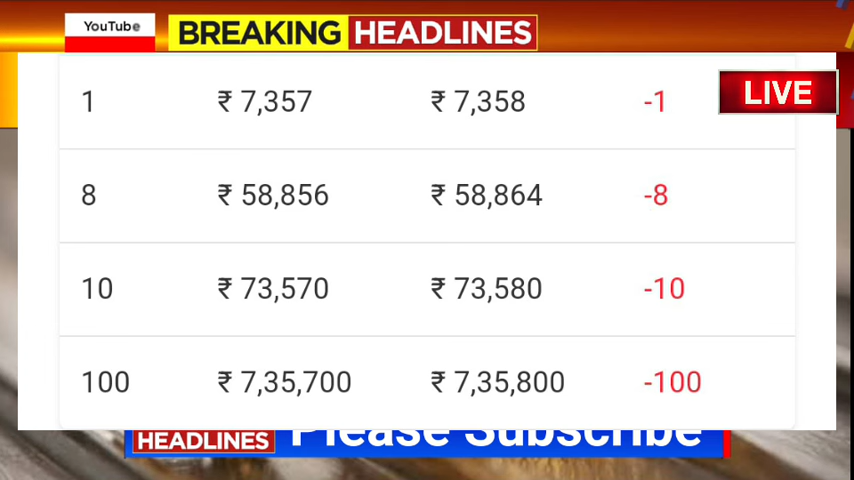 YouTube
BREAKING HEADLINES
LIVE
1 ₹ 7,357 ₹ 7,358 -1
8 ₹ 58,856 ₹ 58,864 -8
10 ₹ 73,570 ₹ 73,580 -10
100 ₹ 7,35,700 ₹ 7,35,800 -100
HEADLINES Please Subscribe